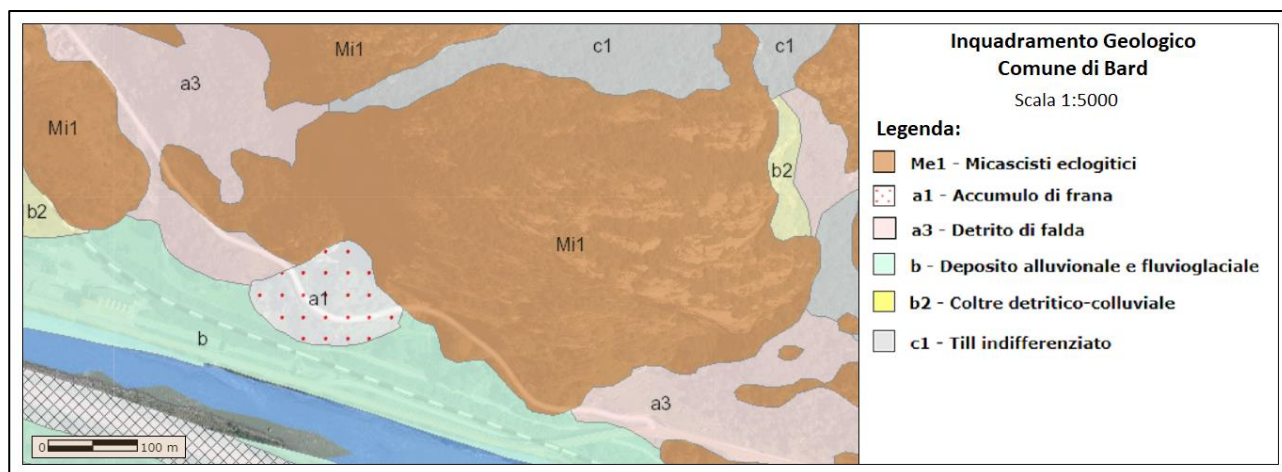 Mi1
c1
c1
a3
Mi1
b2
b2
Mi1
a1
b
a3
0 100 m
Inquadramento Geologico
Comune di Bard
Scala 1:5000
Legenda:
Me1 - Micascisti eclogitici
a1 - Accumulo di frana
a3 - Detrito di falda
b - Deposito alluvionale e fluvioglaciale
b2 - Coltre detritico-colluviale
c1 - Till indifferenziato